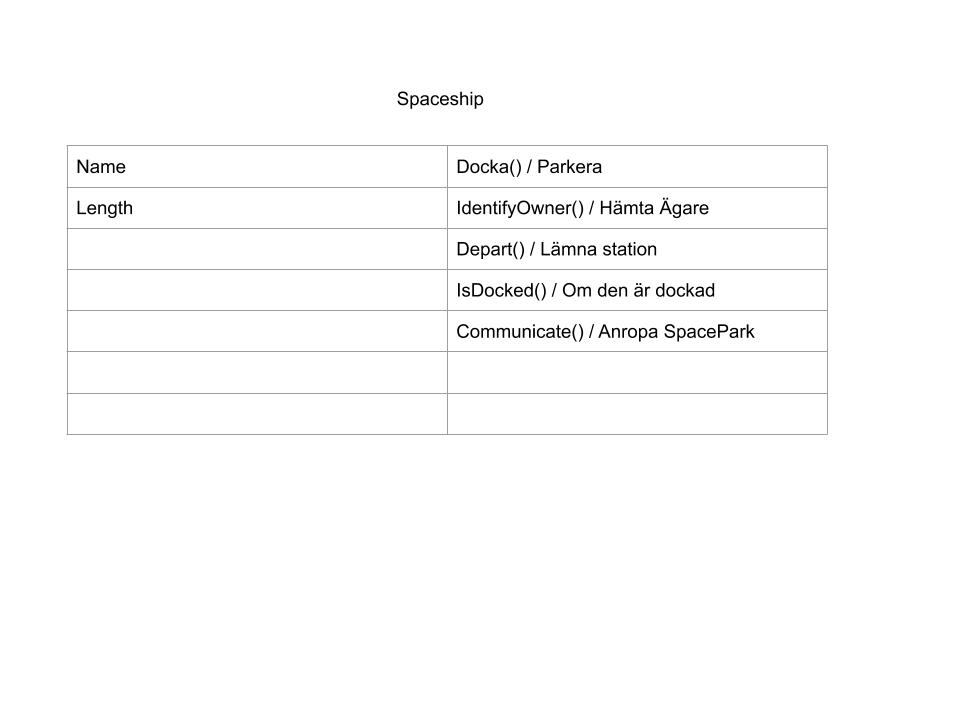 Spaceship
Name
Docka() / Parkera
Length
IdentifyOwner() / Hämta Ägare
Depart() / Lämna station
IsDocked() / Om den är dockad
Communicate() / Anropa SpacePark